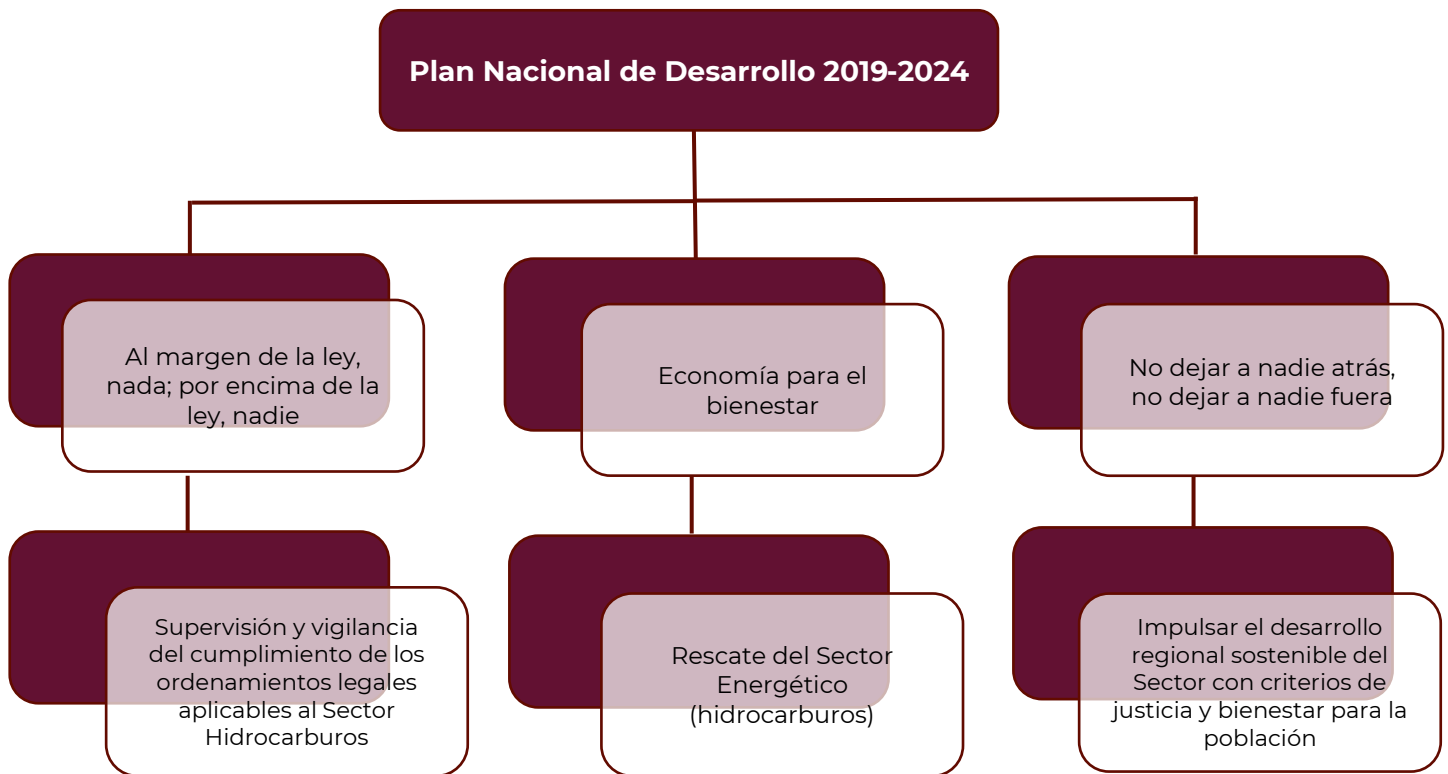 Plan Nacional de Desarrollo 2019-2024
Al margen de la ley,
nada; por encima de la
ley, nadie
Economía para el
bienestar
No dejar a nadie atrás,
no dejar a nadie fuera
Supervisión y vigilancia
del cumplimiento de los
ordenamientos legales
aplicables al Sector
Hidrocarburos
Rescate del Sector
Energético
(hidrocarburos)
Impulsar el desarrollo
regional sostenible del
Sector con criterios de
justicia y bienestar para la
población